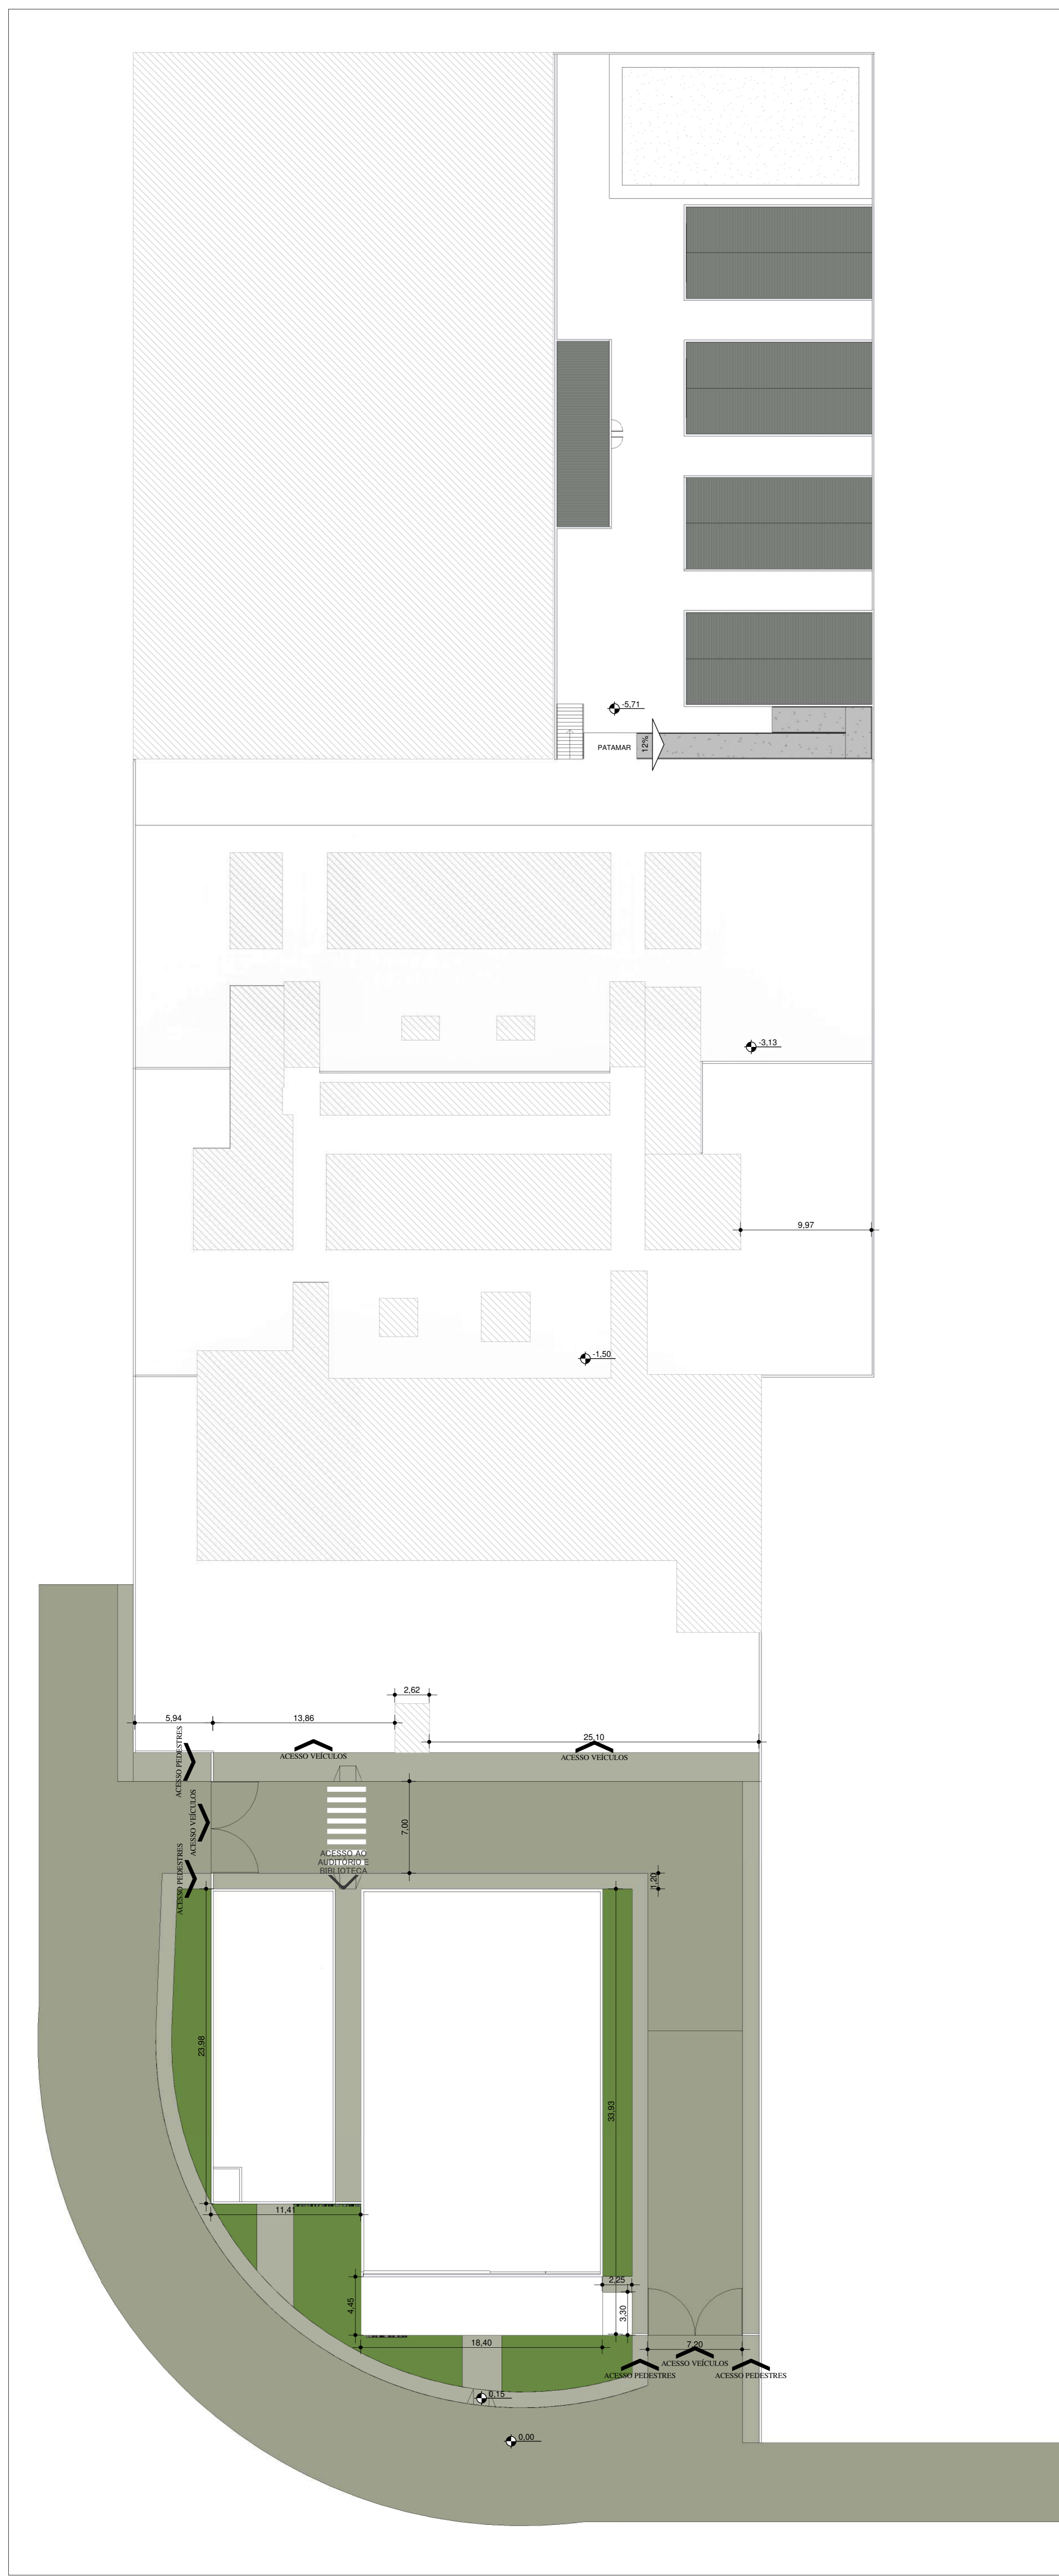 -5,71
PATAMAR
12%
-3,13
9,97
-1,50
2,62
5,94
13,86
25,10
ACESSO PEDESTRES
ACESSO VEÍCULOS
ACESSO VEÍCULOS
ACESSO VEÍCULOS
7,00
ACESSO AO
AUDITÓRIO E
BIBLIOTECA
ACESSO PEDESTRES
1,20
23,98
33,93
11,41
2,25
4,45
3,30
18,40
7,20
ACESSO VEÍCULOS
ACESSO PEDESTRES
ACESSO PEDESTRES
0,15
0,00